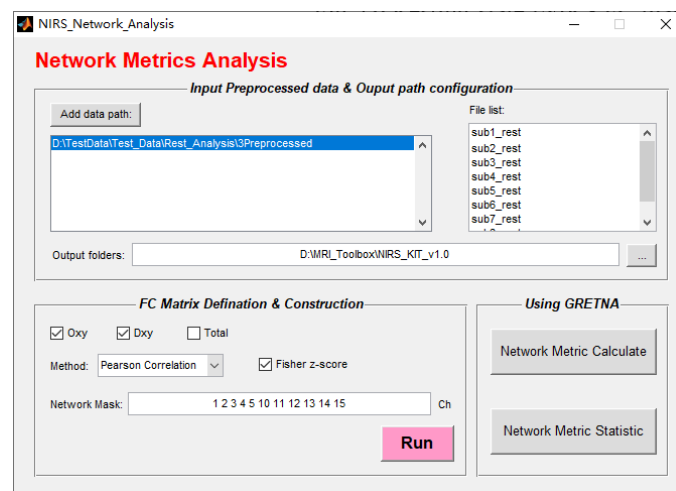 NIRS_Network_Analysis
Network Metrics Analysis
Input Preprocessed data & Ouput path configuration
Add data path:
File list:
D:\TestData\Test_Data\Rest_Analysis\3Preprocessed
sub1_rest
sub2_rest
sub3_rest
sub4_rest
sub5_rest
sub6_rest
sub7_rest
Output folders:
D:\MRI_Toolbox\NIRS_KIT_v1.0
...
FC Matrix Defination & Construction
Oxy
Dxy
Total
Method:
Pearson Correlation
Fisher z-score
Network Mask:
1 2 3 4 5 10 11 12 13 14 15
Ch
Run
Using GRETNA
Network Metric Calculate
Network Metric Statistic